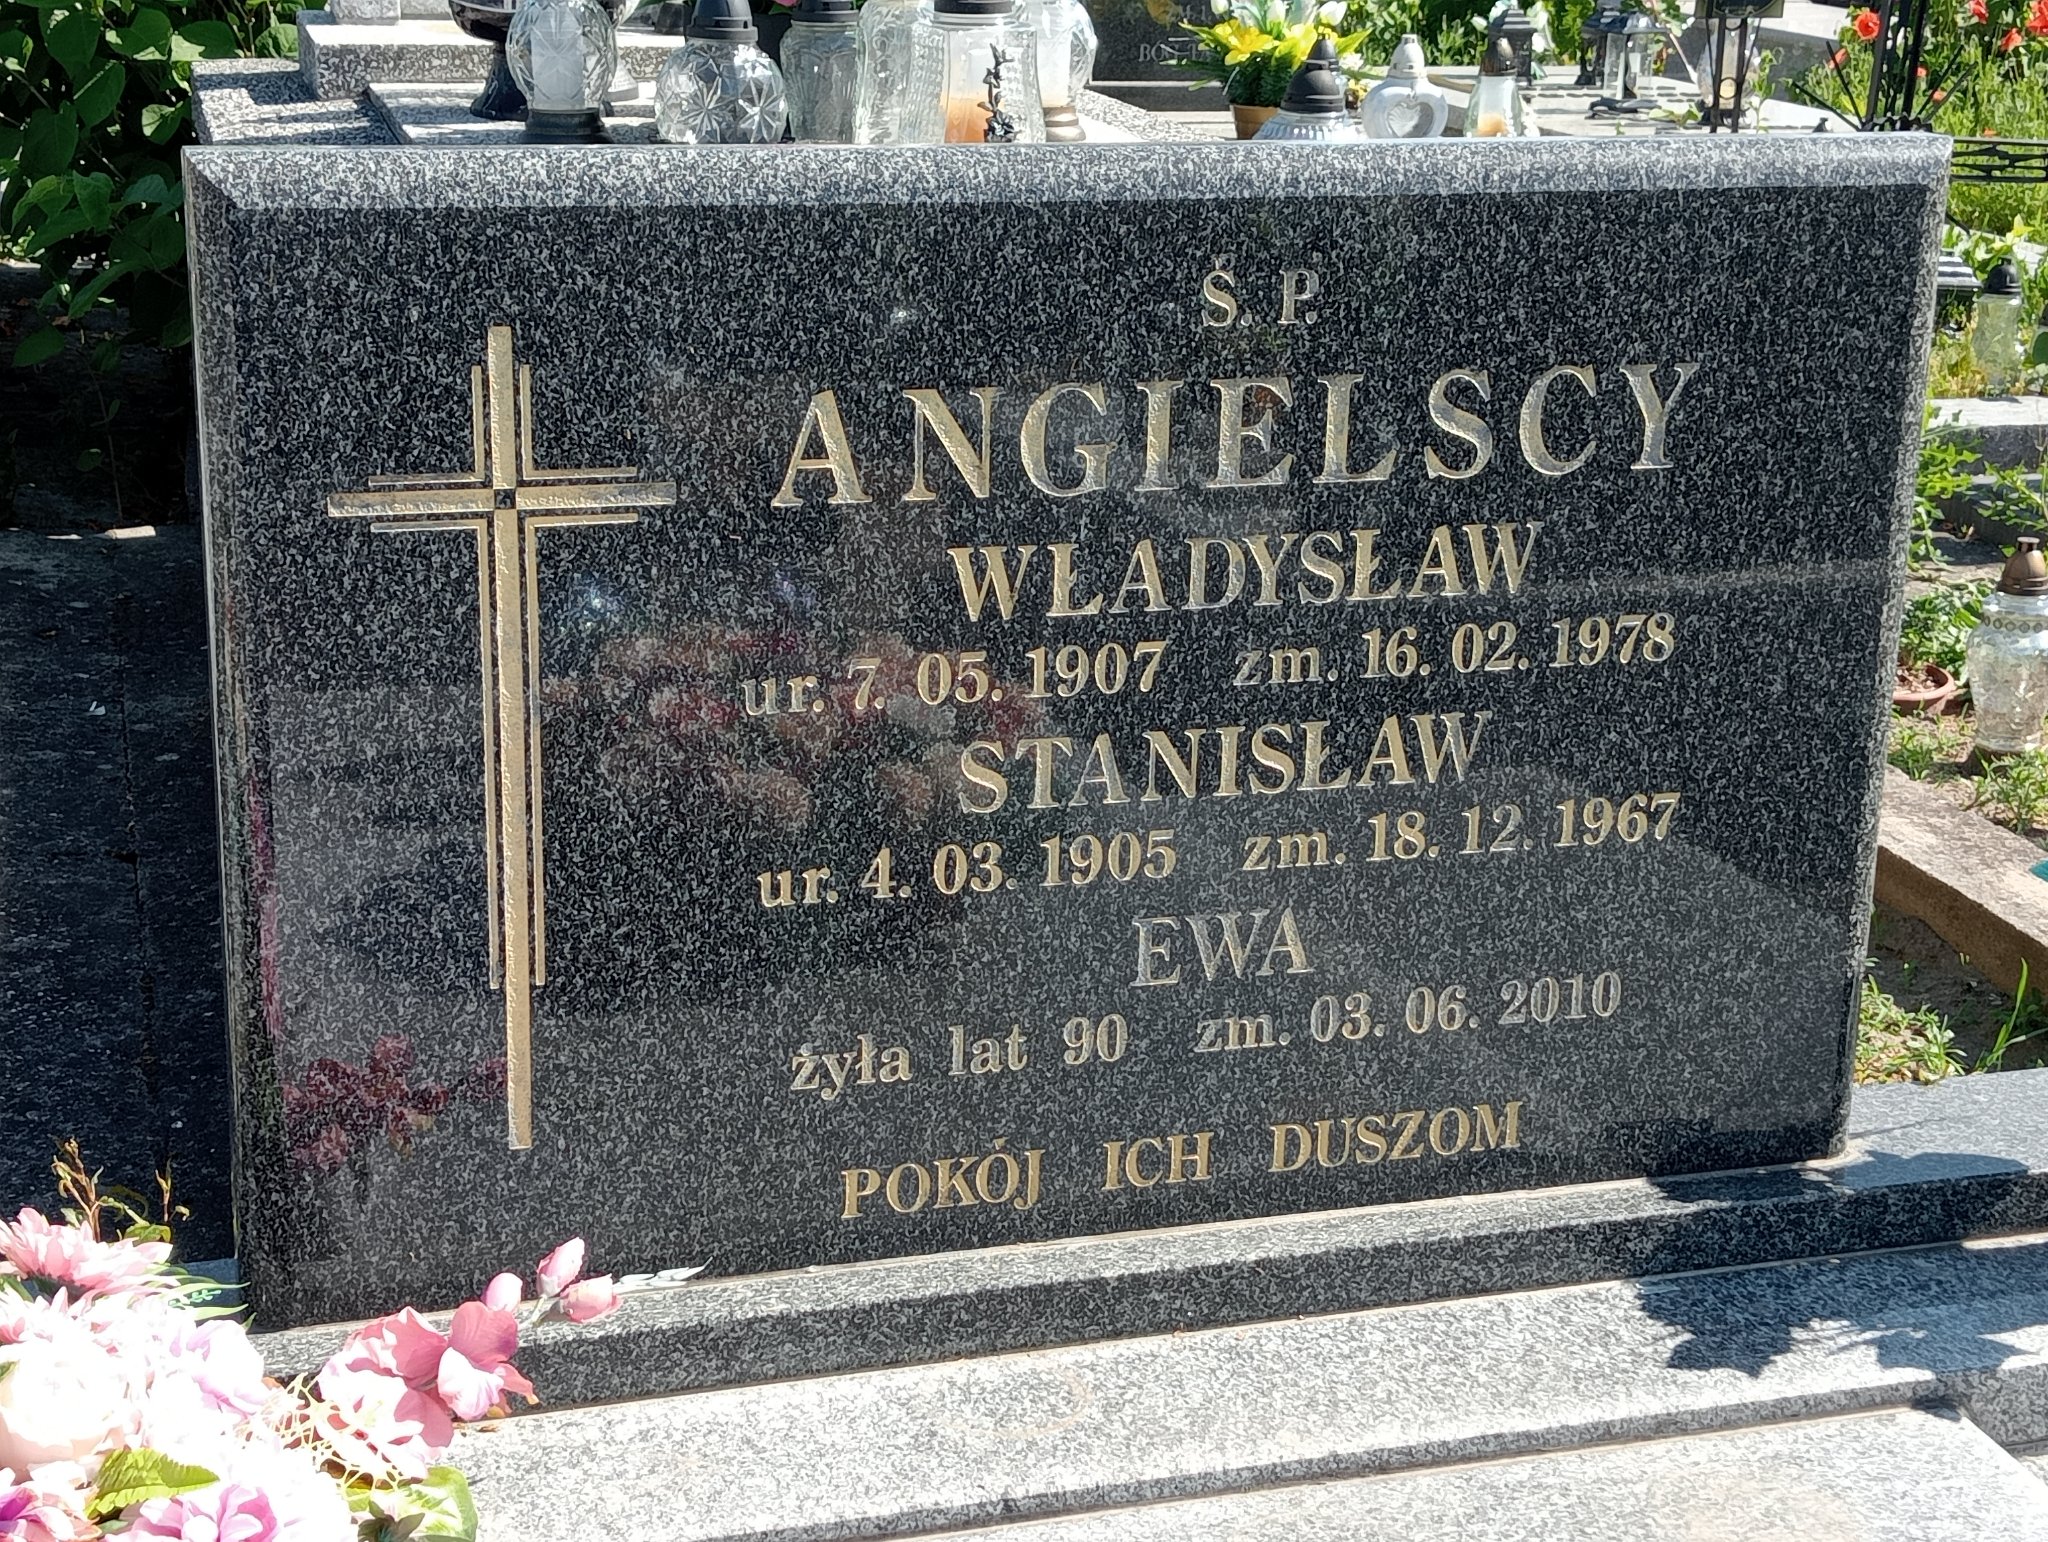 Ś. P.
ANGIELSCY
WŁADYSŁAW
ur. 7. 05. 1907 zm. 16. 02. 1978
STANISŁAW
ur. 4. 03. 1905 zm. 18. 12. 1967
EWA
żyła lat 90 zm. 03. 06. 2010
POKÓJ ICH DUSZOM